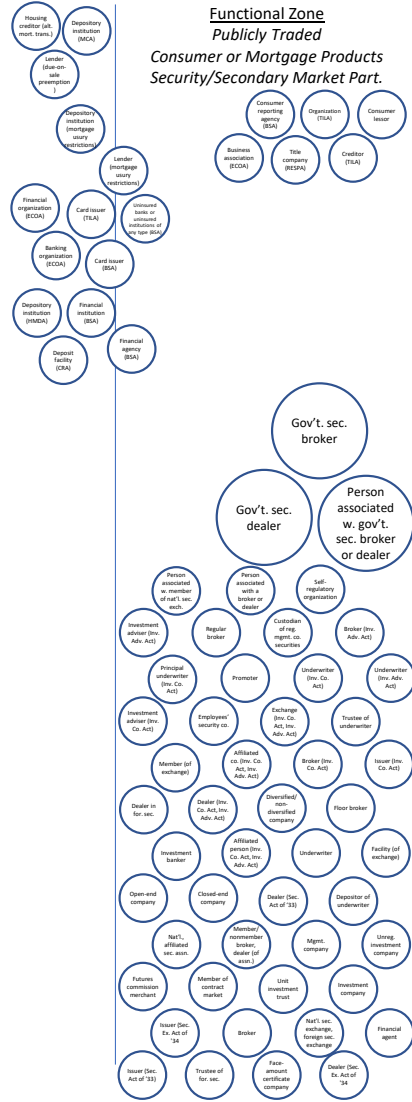 Functional Zone
Publicly Traded
Consumer or Mortgage Products
Security/Secondary Market Part.
Housing
creditor (alt.
mort. trans.)
Depository
institution
(MCA)
Lender
(due-on-
sale
preemption
)
Depository
institution
(mortgage
usury
restrictions)
Lender
(mortgage
usury
restrictions)
Consumer
reporting
agency
(BSA)
Organization
(TILA)
Consumer
lessor
Business
association
(ECOA)
Title
company
(RESPA)
Creditor
(TILA)
Financial
organization
(ECOA)
Card issuer
(TILA)
Uninsured
banks or
uninsured
institutions of
any type (BSA)
Banking
organization
(ECOA)
Card issuer
(BSA)
Depository
institution
(HMDA)
Financial
institution
(BSA)
Deposit
facility
(CRA)
Financial
agency
(BSA)
Gov't. sec.
broker
Gov't. sec.
dealer
Person
associated
w. gov't.
sec. broker
or dealer
Person
associated
w. member
of nat'l. sec.
exch.
Person
associated
with a
broker or
dealer
Self-
regulatory
organization
Investment
adviser (Inv.
Adv. Act)
Regular
broker
Custodian
of reg.
mgmt. co.
securities
Broker (Inv.
Adv. Act)
Principal
underwriter
(Inv. Co.
Act)
Promoter
Underwriter
(Inv. Co.
Act)
Underwriter
(Inv. Adv.
Act)
Investment
adviser (Inv.
Co. Act)
Employees'
security co.
Exchange
(Inv. Co.
Act, Inv.
Adv. Act)
Trustee of
underwriter
Member (of
exchange)
Affiliated
co. (Inv. Co.
Act, Inv.
Adv. Act)
Broker (Inv.
Co. Act)
Issuer (Inv.
Co. Act)
Dealer in
for. sec.
Dealer (Inv.
Co. Act, Inv.
Adv. Act)
Diversified/
non-
diversified
company
Floor broker
Investment
banker
Affiliated
person (Inv.
Co. Act, Inv.
Adv. Act)
Underwriter
Facility (of
exchange)
Open-end
company
Closed-end
company
Dealer (Sec.
Act of '33)
Depositor of
underwriter
Nat'l.,
affiliated
sec. assn.
Member/
nonmember
broker,
dealer (of
assn.)
Mgmt.
company
Unreg.
investment
company
Futures
commission
merchant
Member of
contract
market
Unit
investment
trust
Investment
company
Issuer (Sec.
Ex. Act of
'34
Broker
Nat'l. sec.
exchange,
foreign sec.
exchange
Financial
agent
Issuer (Sec.
Act of '33)
Trustee of
for. sec.
Face-
amount
certificate
company
Dealer (Sec.
Ex. Act of
'34